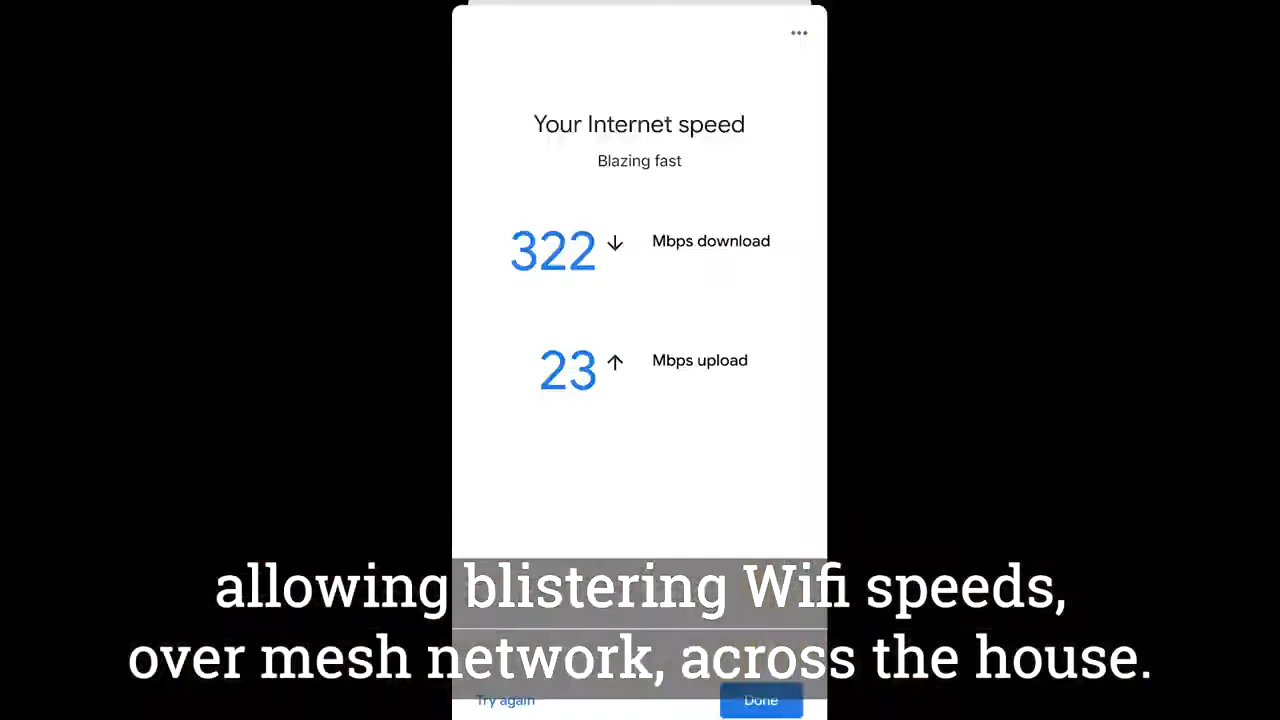 Your Internet speed
Blazing fast
322 ↓ Mbps download
23 ↑ Mbps upload
allowing blistering Wifi speeds,
over mesh network, across the house.
Try again Done